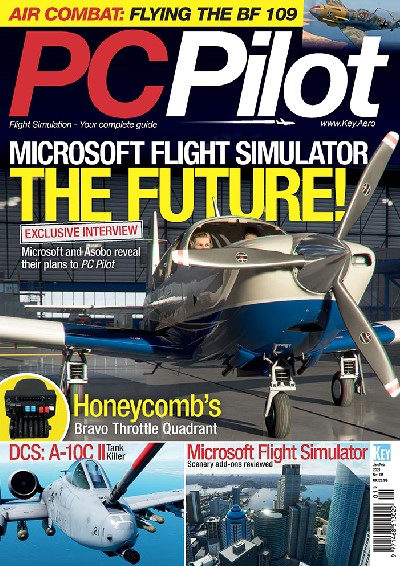 AIR COMBAT: FLYING THE BF 109
PC Pilot
Flight Simulation – Your complete guide
www.Key.Aero
MICROSOFT FLIGHT SIMULATOR
THE FUTURE!
EXCLUSIVE INTERVIEW
Microsoft and Asobo reveal
their plans to PC Pilot
Honeycomb's
Bravo Throttle Quadrant
DCS: A-10C II Tank
Killer
Microsoft Flight Simulator
Scenery add-ons reviewed
KEY